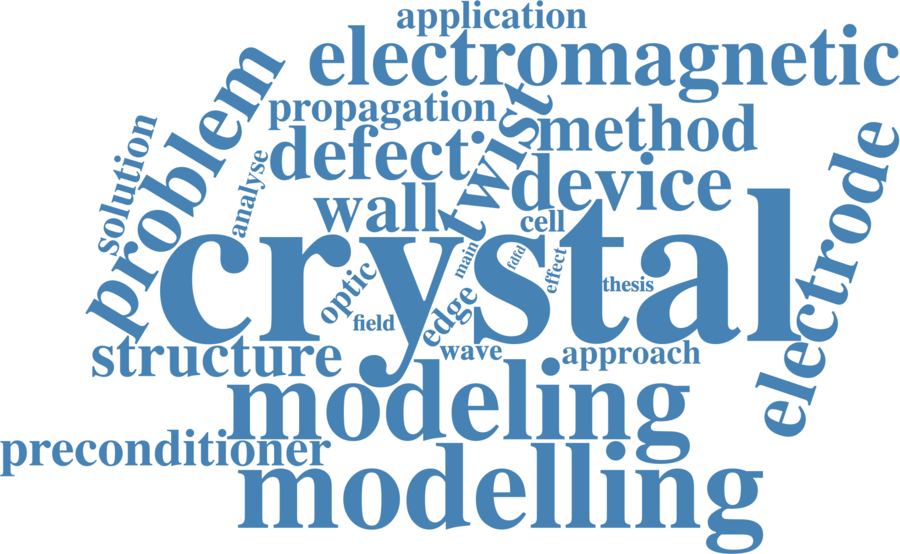 application
electromagnetic
propagation
problem
solution
analyse
defect
twist
method
device
wall
cell
electrode
crystal
main
fdfd
effect
optic
thesis
field
edge
wave
approach
structure
modeling
preconditioner
modelling